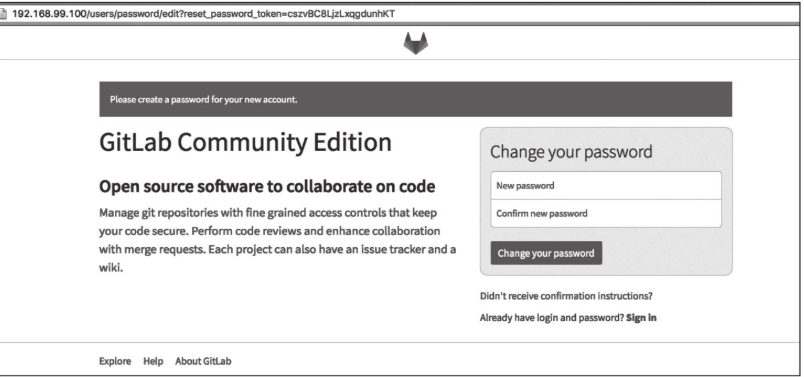 192.168.99.100/users/password/edit?reset_password_token=cszvBC8LjzLxqgdunhKT
Please create a password for your new account.
GitLab Community Edition
Open source software to collaborate on code
Manage git repositories with fine grained access controls that keep
your code secure. Perform code reviews and enhance collaboration
with merge requests. Each project can also have an issue tracker and a
wiki.
Change your password
New password
Confirm new password
Change your password
Didn't receive confirmation instructions?
Already have login and password? Sign in
Explore Help About GitLab